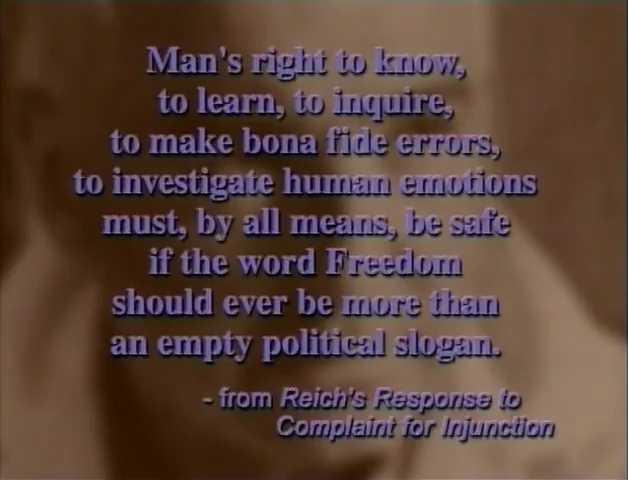 Man's right to know,
to learn, to inquire,
to make bona fide errors,
to investigate human emotions
must, by all means, be safe
if the word Freedom
should ever be more than
an empty political slogan.
- from Reich's Response to
Complaint for Injunction